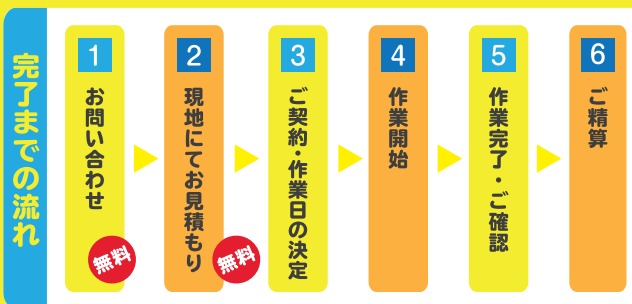 完了までの流れ
1
お問い合わせ
無料
2
現地にてお見積もり
無料
3
ご契約・作業日の決定
4
作業開始
5
作業完了・ご確認
6
ご精算